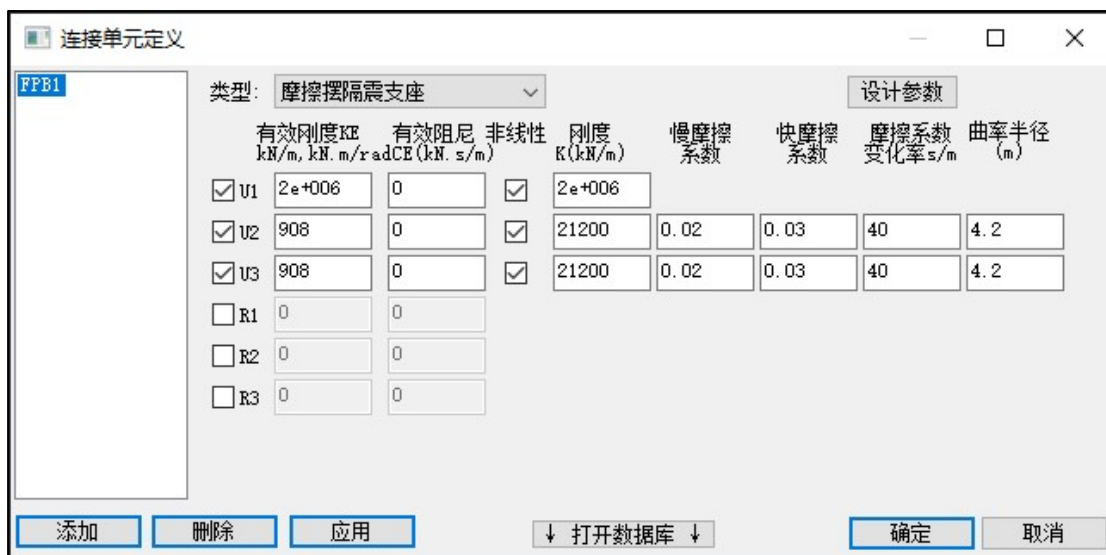 连接单元定义
FPB1
类型: 摩擦摆隔震支座 设计参数
有效刚度KE 有效阻尼 非线性 刚度 慢摩擦 快摩擦 摩擦系数 曲率半径
kN/m,kN.m/radCE(kN.s/m) K(kN/m) 系数 系数 变化率s/m (m)
U1 2e+006 0 2e+006
U2 908 0 21200 0.02 0.03 40 4.2
U3 908 0 21200 0.02 0.03 40 4.2
R1 0 0
R2 0 0
R3 0 0
添加 删除 应用 ↓ 打开数据库 ↓ 确定 取消